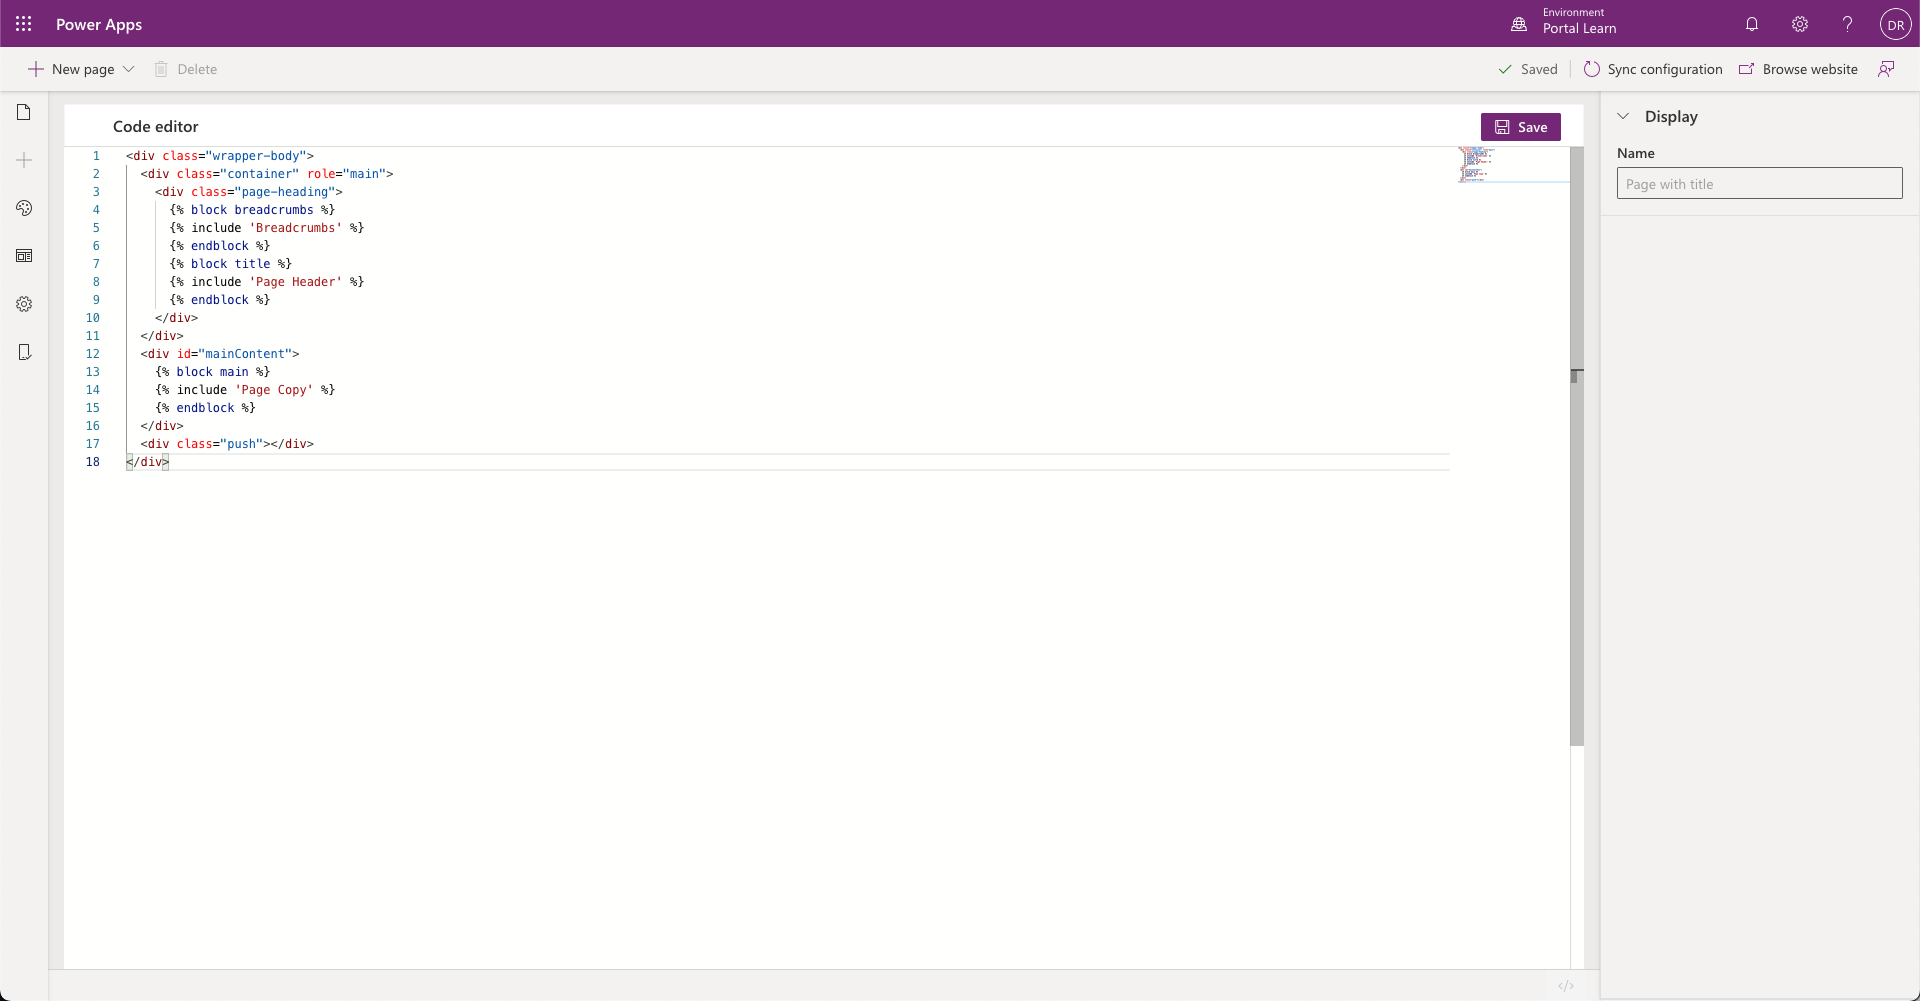 Power Apps
Environment
Portal Learn
DR
New page
Delete
Saved
Sync configuration
Browse website
Code editor
Save
1 <div class="wrapper-body">
2   <div class="container" role="main">
3     <div class="page-heading">
4       {% block breadcrumbs %}
5       {% include 'Breadcrumbs' %}
6       {% endblock %}
7       {% block title %}
8       {% include 'Page Header' %}
9       {% endblock %}
10     </div>
11   </div>
12   <div id="mainContent">
13     {% block main %}
14     {% include 'Page Copy' %}
15     {% endblock %}
16   </div>
17   <div class="push"></div>
18 </div>
Display
Name
Page with title
</>